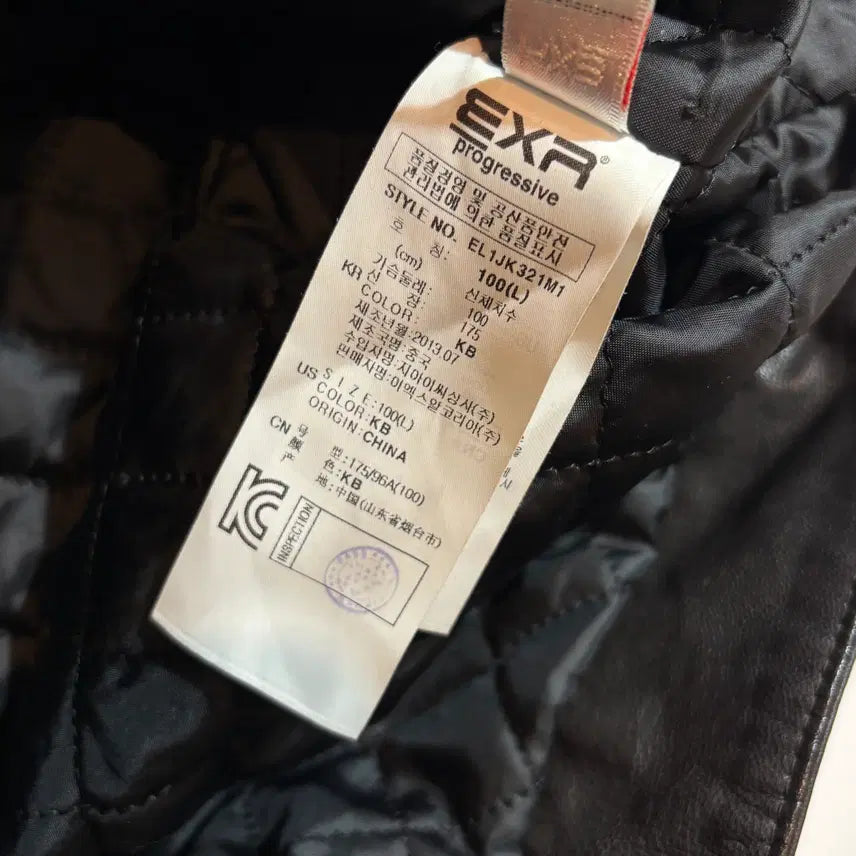 EXR®
progressive
품질경영 및 공산품안전
관리법에 의한 품질표시
STYLE NO. EL1JK321M1
호 칭: 100(L)
(cm) 신체치수
가슴둘레: 100
KR 신 장: 175
COLOR: KB
제조년월:2013.07
제조국명:중국
수입자명:지아이씨상사(주)
판매사명:이엑스알코리아(주)
US SIZE:100(L)
COLOR:KB
ORIGIN:CHINA
CN 号 型:175/96A(100)
颜 色:KB
产 地:中国(山东省烟台市)
INSPECTION